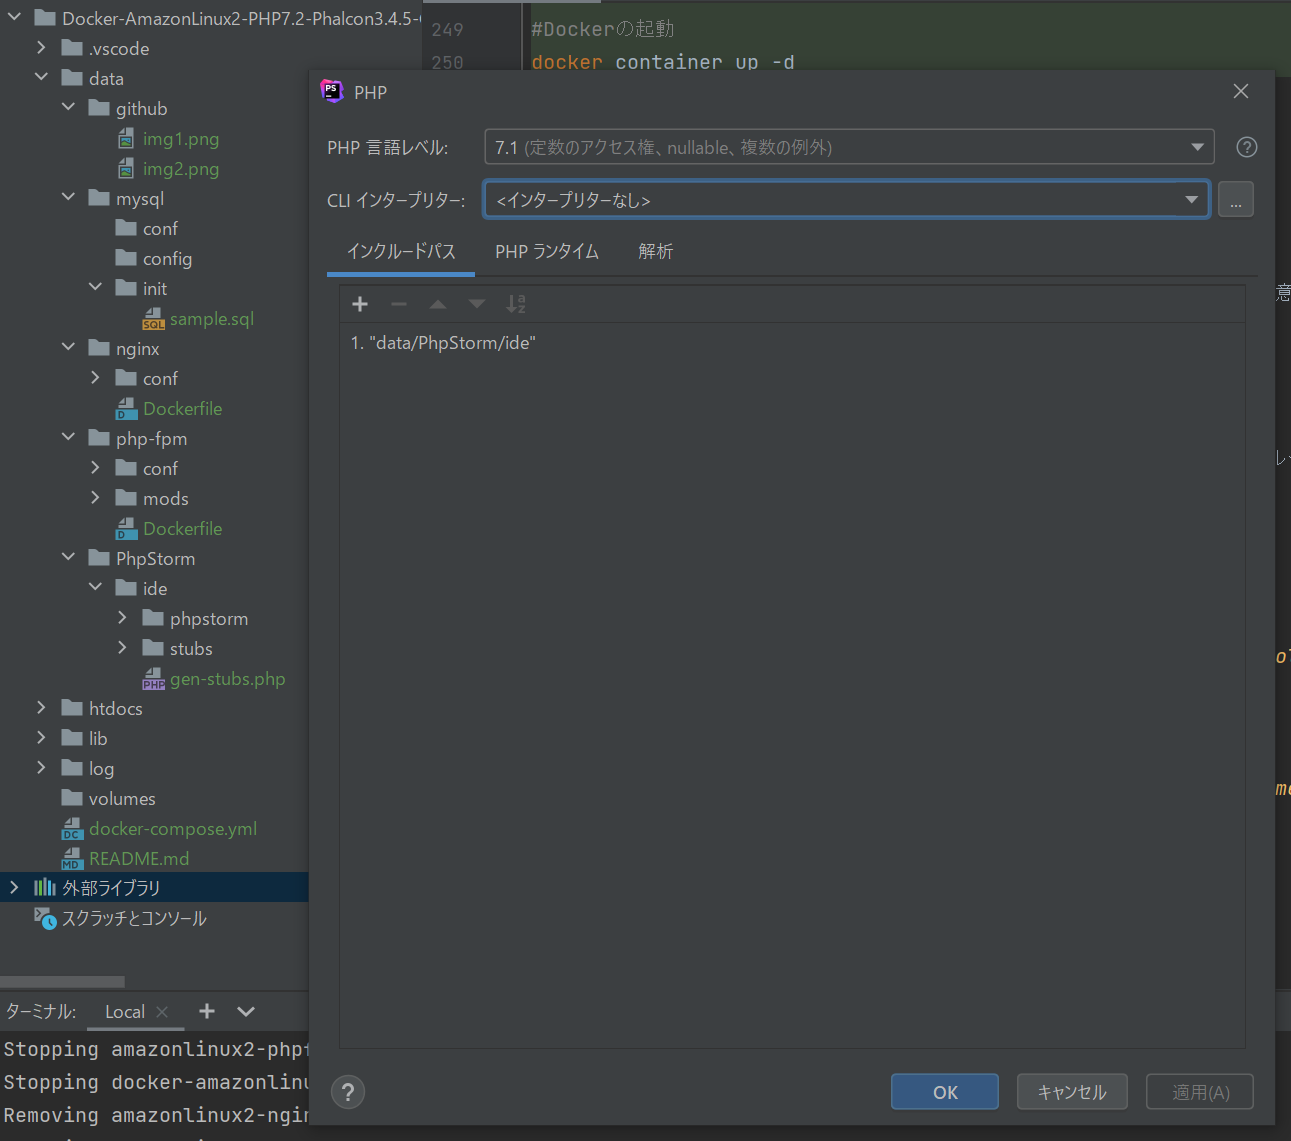 Docker-AmazonLinux2-PHP7.2-Phalcon3.4.5-
.vscode
data
github
img1.png
img2.png
mysql
conf
config
init
sample.sql
nginx
conf
Dockerfile
php-fpm
conf
mods
Dockerfile
PhpStorm
ide
phpstorm
stubs
gen-stubs.php
htdocs
lib
log
volumes
docker-compose.yml
README.md
外部ライブラリ
スクラッチとコンソール
249 #Dockerの起動
250 docker container up -d
PHP
PHP 言語レベル: 7.1 (定数のアクセス権、nullable、複数の例外)
CLI インタープリター: <インタープリターなし> ...
インクルードパス PHP ランタイム 解析
1. "data/PhpStorm/ide"
OK キャンセル 適用(A)
意
ターミナル: Local
Stopping amazonlinux2-phpf
Stopping docker-amazonlinu
Removing amazonlinux2-ngin